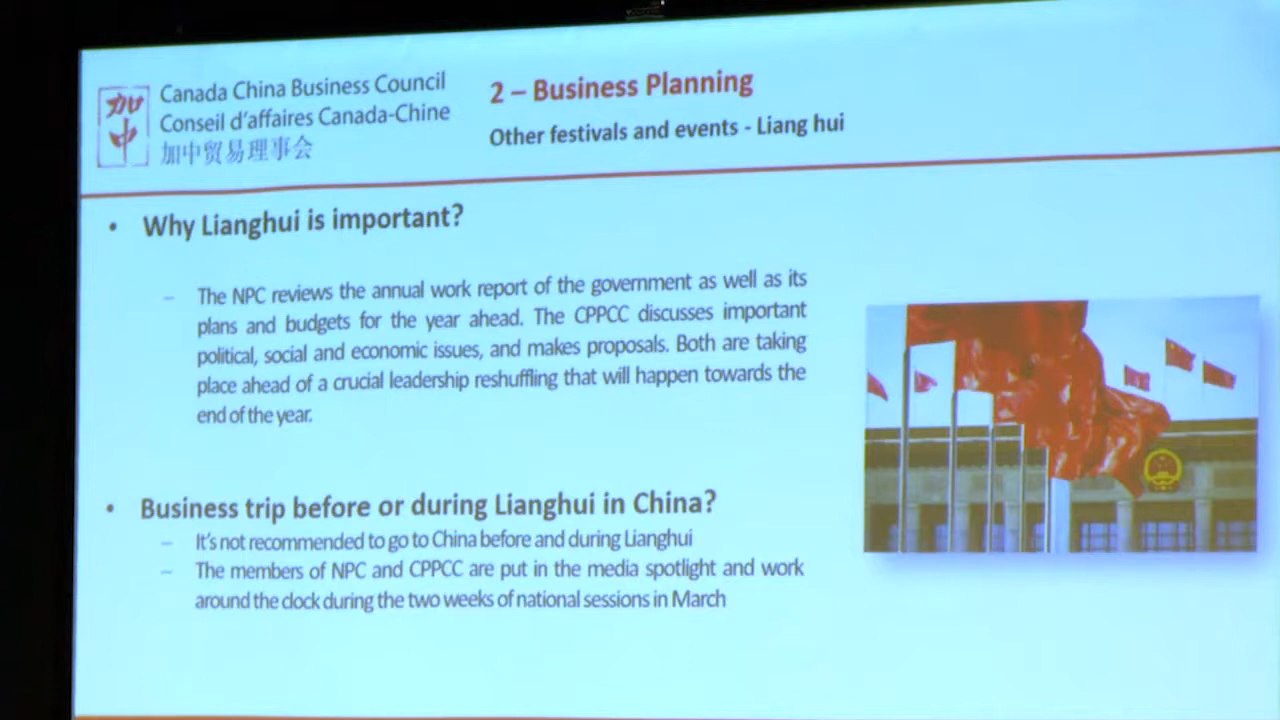 加
中
Canada China Business Council
Conseil d'affaires Canada-Chine
加中贸易理事会
2 – Business Planning
Other festivals and events - Liang hui
• Why Lianghui is important?
– The NPC reviews the annual work report of the government as well as its
plans and budgets for the year ahead. The CPPCC discusses important
political, social and economic issues, and makes proposals. Both are taking
place ahead of a crucial leadership reshuffling that will happen towards the
end of the year.
• Business trip before or during Lianghui in China?
– It's not recommended to go to China before and during Lianghui
– The members of NPC and CPPCC are put in the media spotlight and work
around the clock during the two weeks of national sessions in March